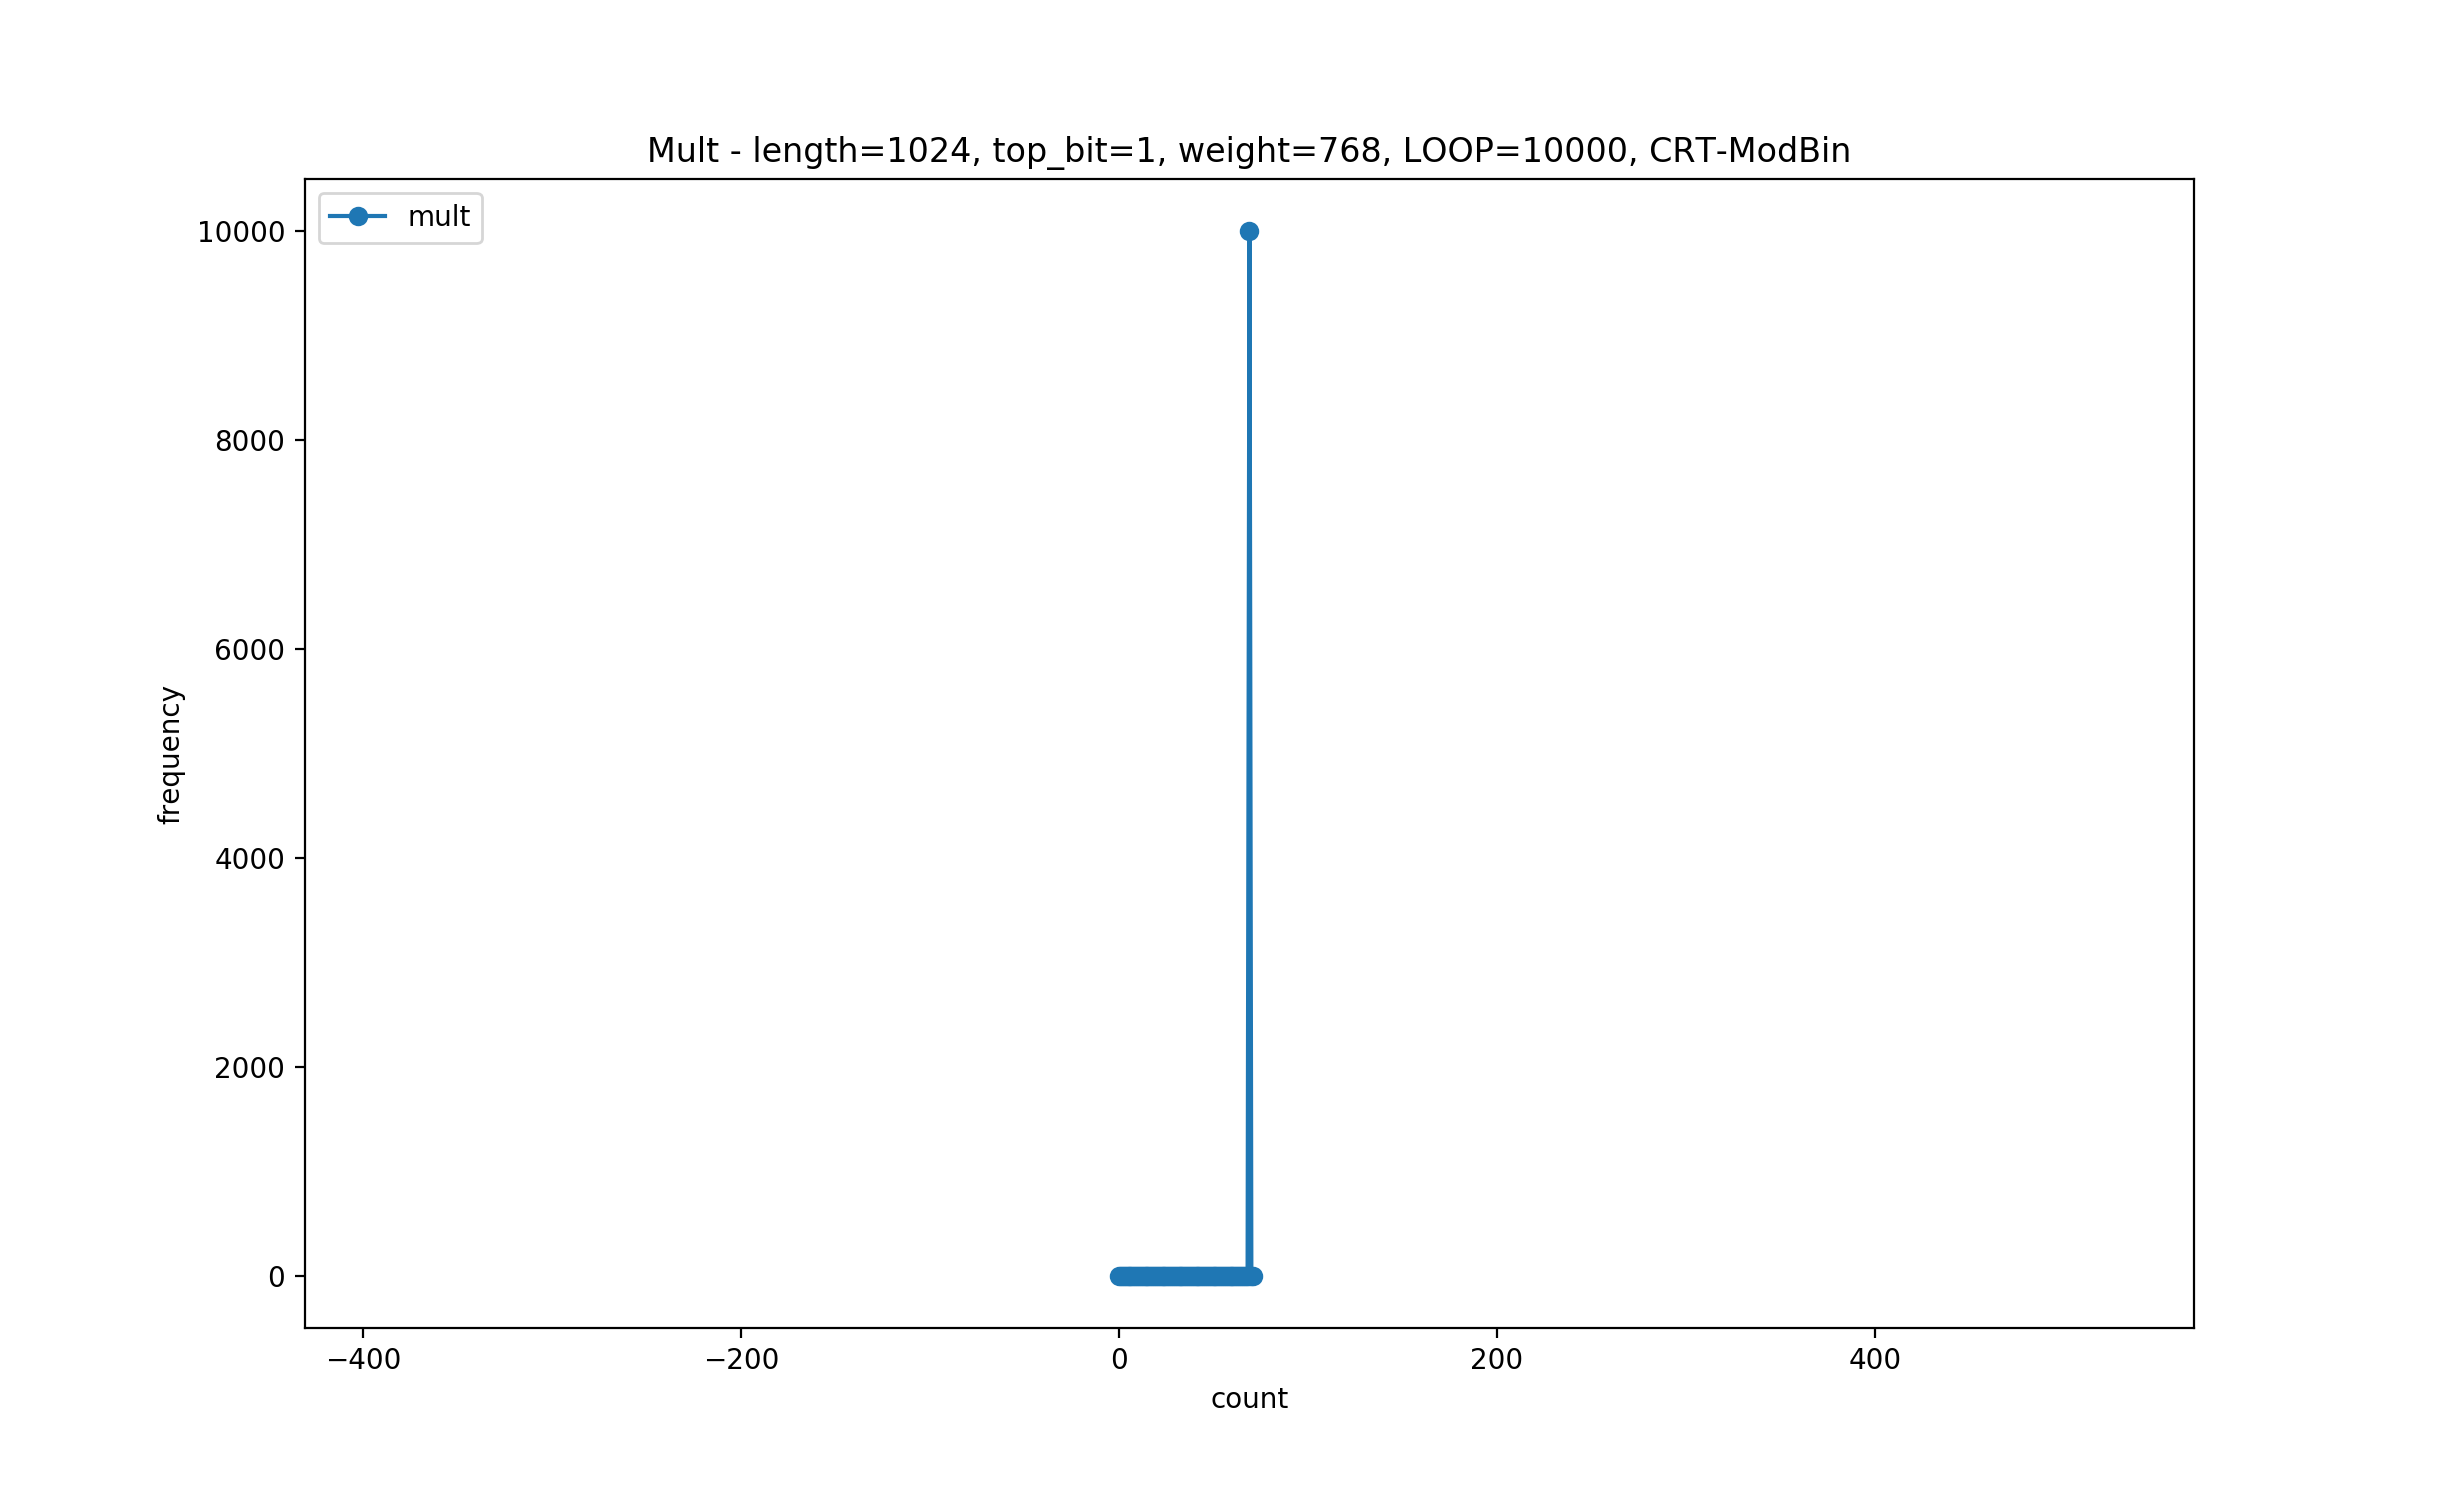 Mult - length=1024, top_bit=1, weight=768, LOOP=10000, CRT-ModBin
mult
10000
8000
6000
4000
2000
0
frequency
−400
−200
0
200
400
count